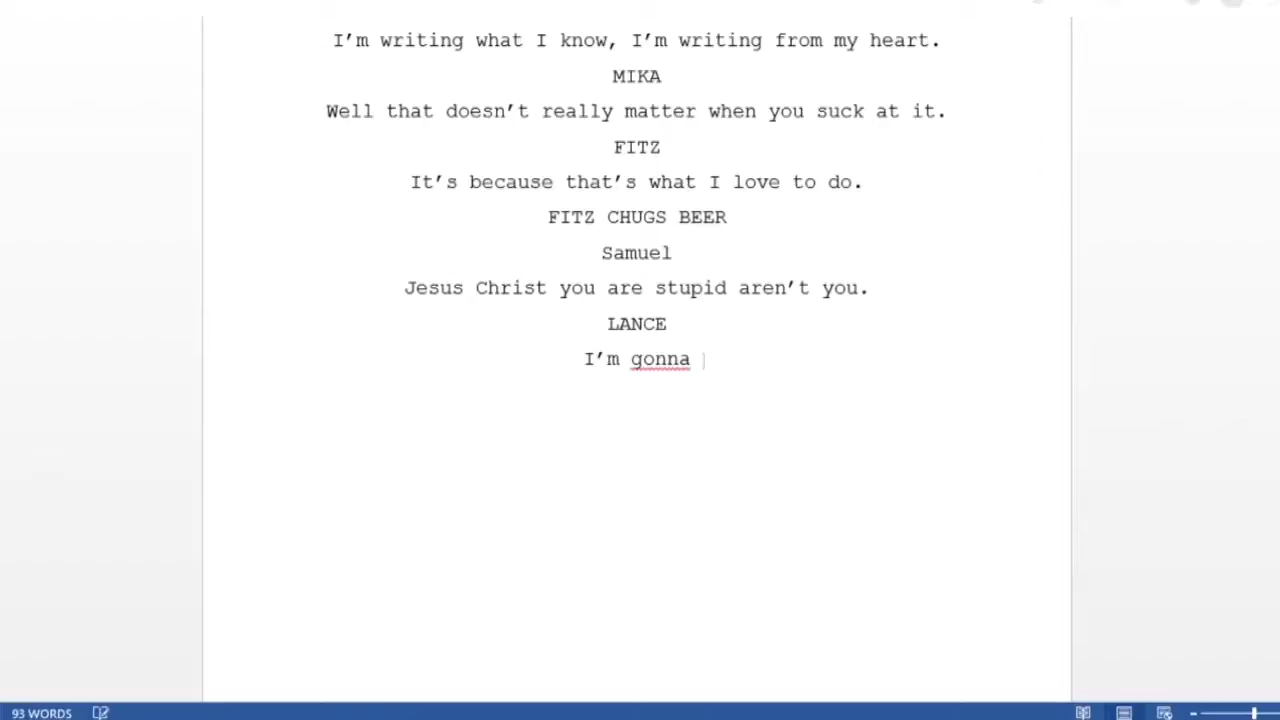 I’m writing what I know, I’m writing from my heart.
MIKA
Well that doesn’t really matter when you suck at it.
FITZ
It’s because that’s what I love to do.
FITZ CHUGS BEER
Samuel
Jesus Christ you are stupid aren’t you.
LANCE
I’m gonna
93 WORDS